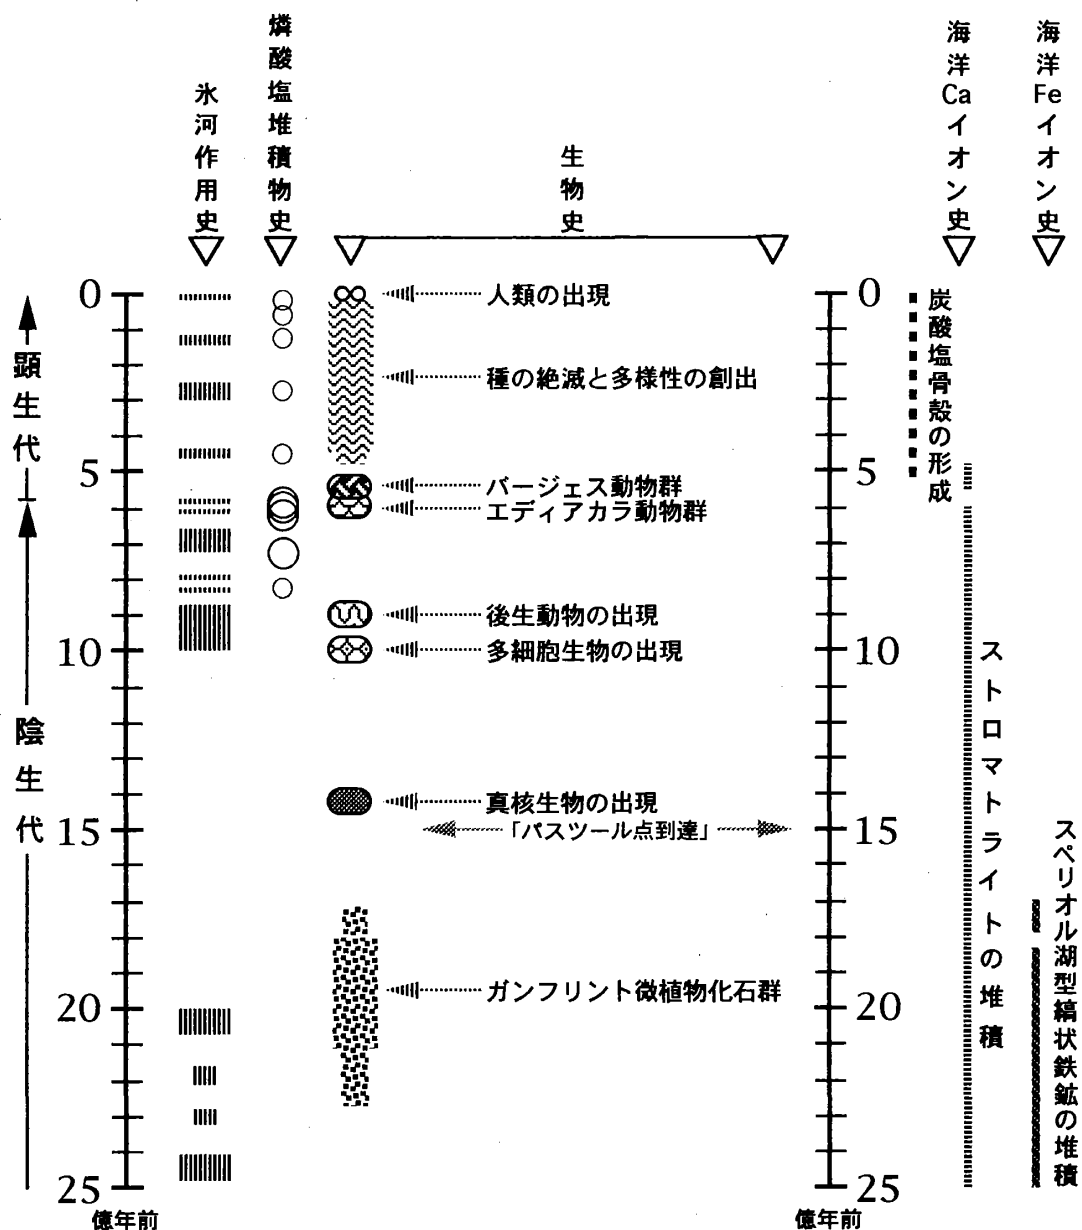 氷河作用史
燐酸塩堆積物史
生物史
海洋Caイオン史
海洋Feイオン史
顕生代
陰生代
0
5
10
15
20
25
億年前
人類の出現
種の絶滅と多様性の創出
バージェス動物群
エディアカラ動物群
後生動物の出現
多細胞生物の出現
真核生物の出現
「パスツール点到達」
ガンフリント微植物化石群
0
5
10
15
20
25
億年前
炭酸塩骨殻の形成
ストロマトライトの堆積
スペリオル湖型縞状鉄鉱の堆積